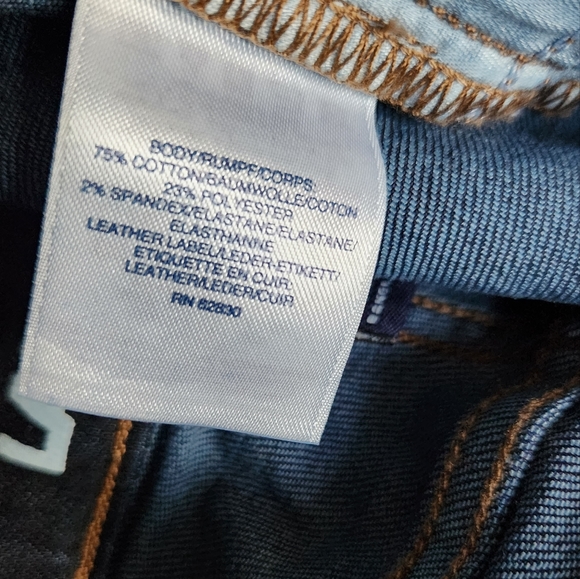 BODY/RUMPF/CORPS
75% COTTON/BAUMWOLLE/COTON
23% POLYESTER
2% SPANDEX/ELASTANE/ELASTANE/
ELASTHANNE
LEATHER LABEL/LEDER-ETIKETT/
ETIQUETTE EN CUIR.
LEATHER/LEDER/CUIR
RN 62830